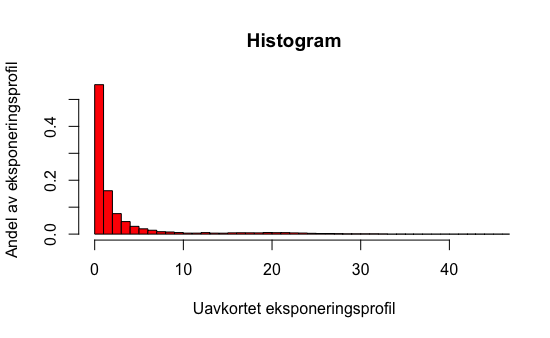 Histogram
Andel av eksponeringsprofil
0.4
0.2
0.0
0 10 20 30 40
Uavkortet eksponeringsprofil